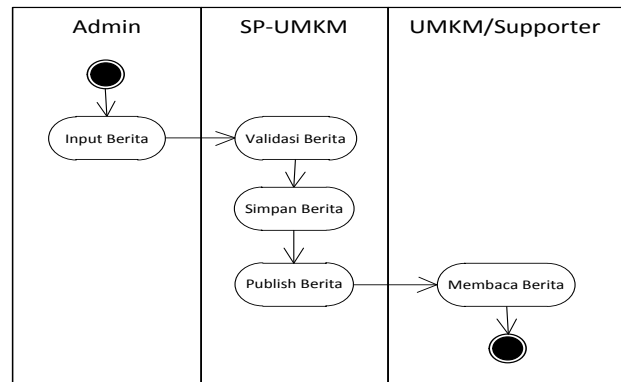 Admin
SP-UMKM
UMKM/Supporter
Input Berita
Validasi Berita
Simpan Berita
Publish Berita
Membaca Berita